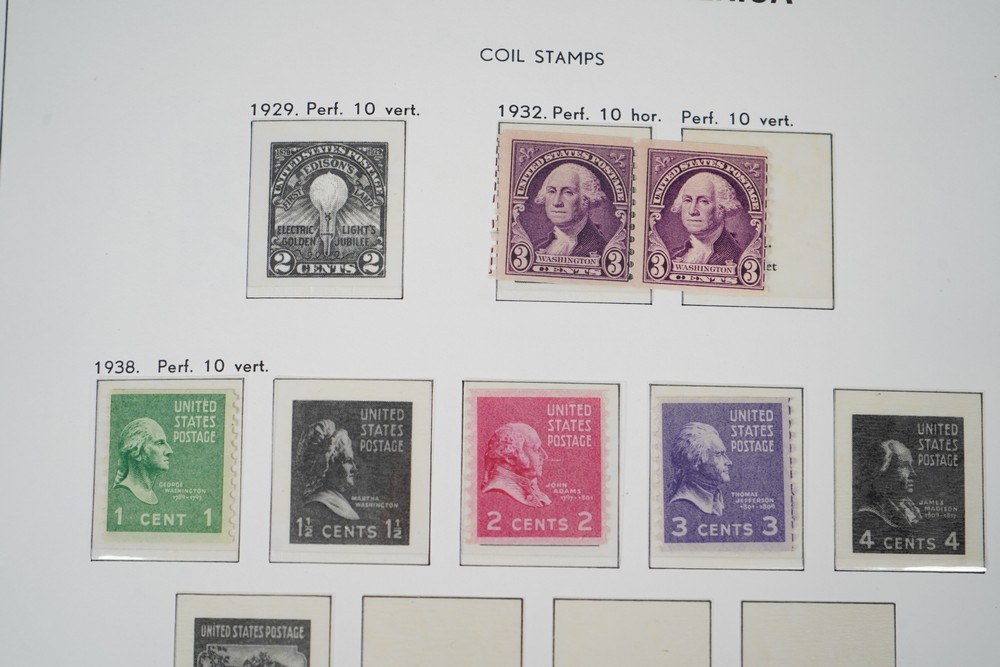 COIL STAMPS
1929. Perf. 10 vert.
1932. Perf. 10 hor.
Perf. 10 vert.
UNITED STATES POSTAGE
EDISON'S
ELECTRIC LIGHT'S
GOLDEN JUBILEE
2 CENTS 2
UNITED STATES POSTAGE
WASHINGTON
3 CENTS 3
UNITED STATES POSTAGE
WASHINGTON
3 CENTS 3
1938. Perf. 10 vert.
UNITED
STATES
POSTAGE
GEORGE
WASHINGTON
1 CENT 1
UNITED
STATES
POSTAGE
MARTHA
WASHINGTON
1½ CENTS 1½
UNITED
STATES
POSTAGE
JOHN
ADAMS
2 CENTS 2
UNITED
STATES
POSTAGE
THOMAS
JEFFERSON
3 CENTS 3
UNITED
STATES
POSTAGE
JAMES
MADISON
4 CENTS 4
UNITED STATES POSTAGE